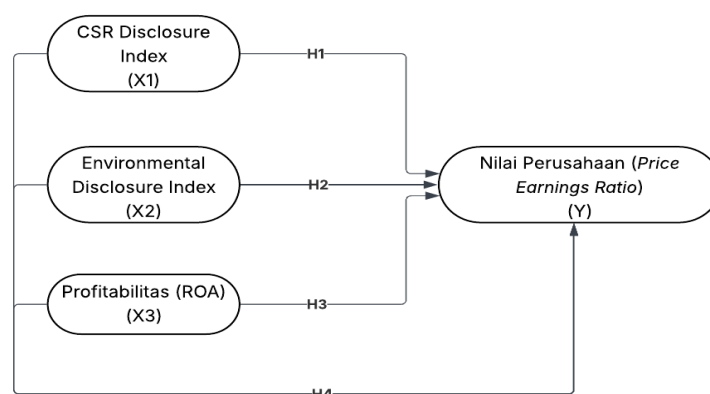 CSR Disclosure
Index
(X1)
H1
Environmental
Disclosure Index
(X2)
H2
Nilai Perusahaan (Price
Earnings Ratio)
(Y)
Profitabilitas (ROA)
(X3)
H3
H4